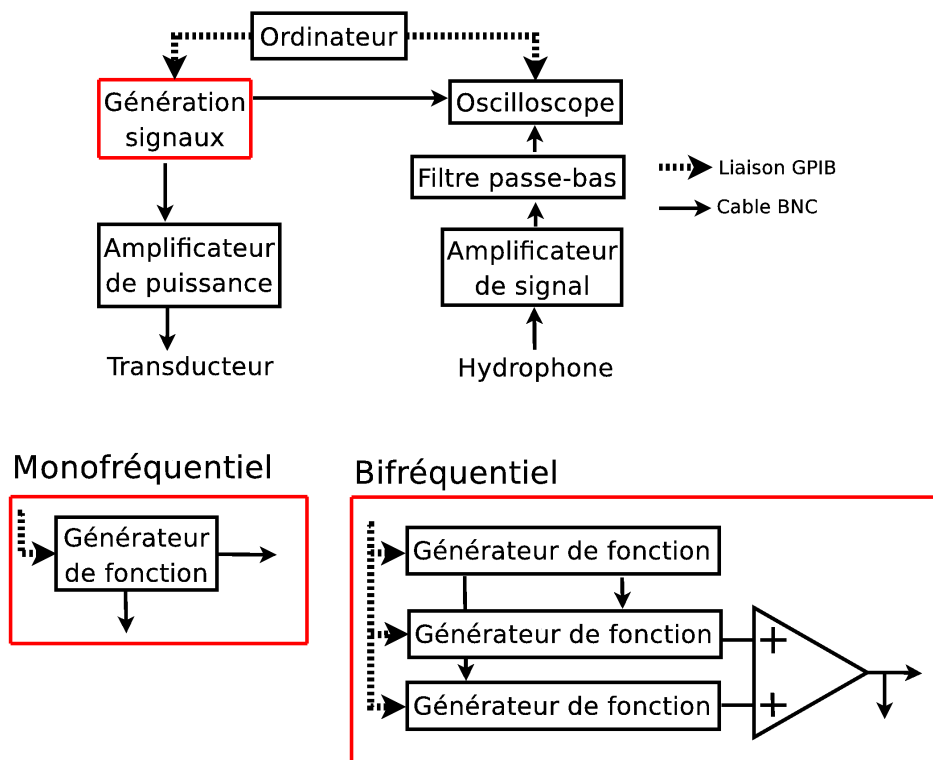 Ordinateur
Génération
signaux
Oscilloscope
Filtre passe-bas
Liaison GPIB
Cable BNC
Amplificateur
de puissance
Amplificateur
de signal
Transducteur
Hydrophone
Monofréquentiel
Bifréquentiel
Générateur
de fonction
Générateur de fonction
Générateur de fonction
Générateur de fonction
+
+